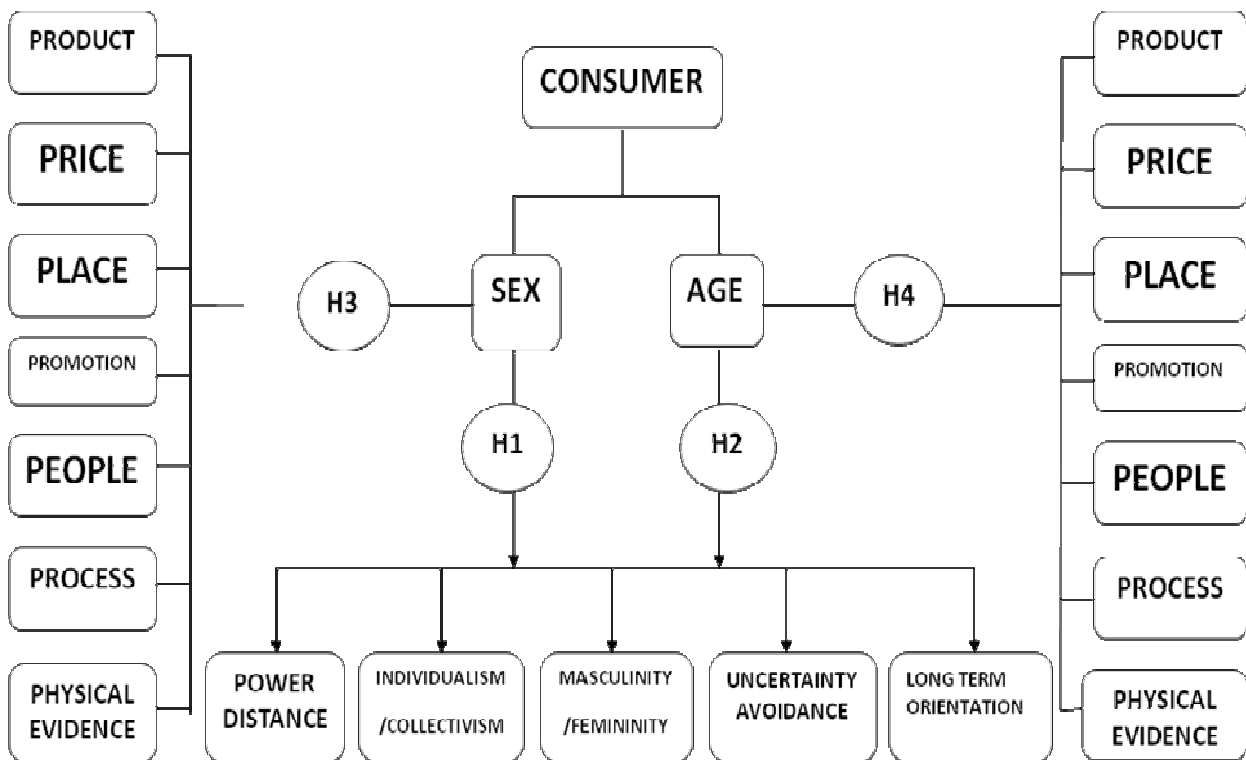 PRODUCT
PRICE
PLACE
PROMOTION
PEOPLE
PROCESS
PHYSICAL
EVIDENCE
CONSUMER
SEX
AGE
H3
H4
H1
H2
POWER
DISTANCE
INDIVIDUALISM
/COLLECTIVISM
MASCULINITY
/FEMININITY
UNCERTAINTY
AVOIDANCE
LONG TERM
ORIENTATION
PRODUCT
PRICE
PLACE
PROMOTION
PEOPLE
PROCESS
PHYSICAL
EVIDENCE